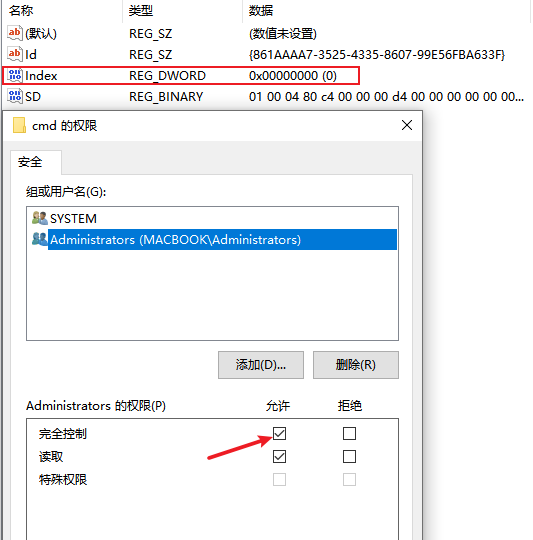 名称 类型 数据
(默认) REG_SZ (数值未设置)
Id REG_SZ {861AAAA7-3525-4335-8607-99E56FBA633F}
Index REG_DWORD 0x00000000 (0)
SD REG_BINARY 01 00 04 80 c4 00 00 00 d4 00 00 00 00 00 00...
cmd 的权限
安全
组或用户名(G):
SYSTEM
Administrators (MACBOOK\Administrators)
添加(D)... 删除(R)
Administrators 的权限(P) 允许 拒绝
完全控制
读取
特殊权限